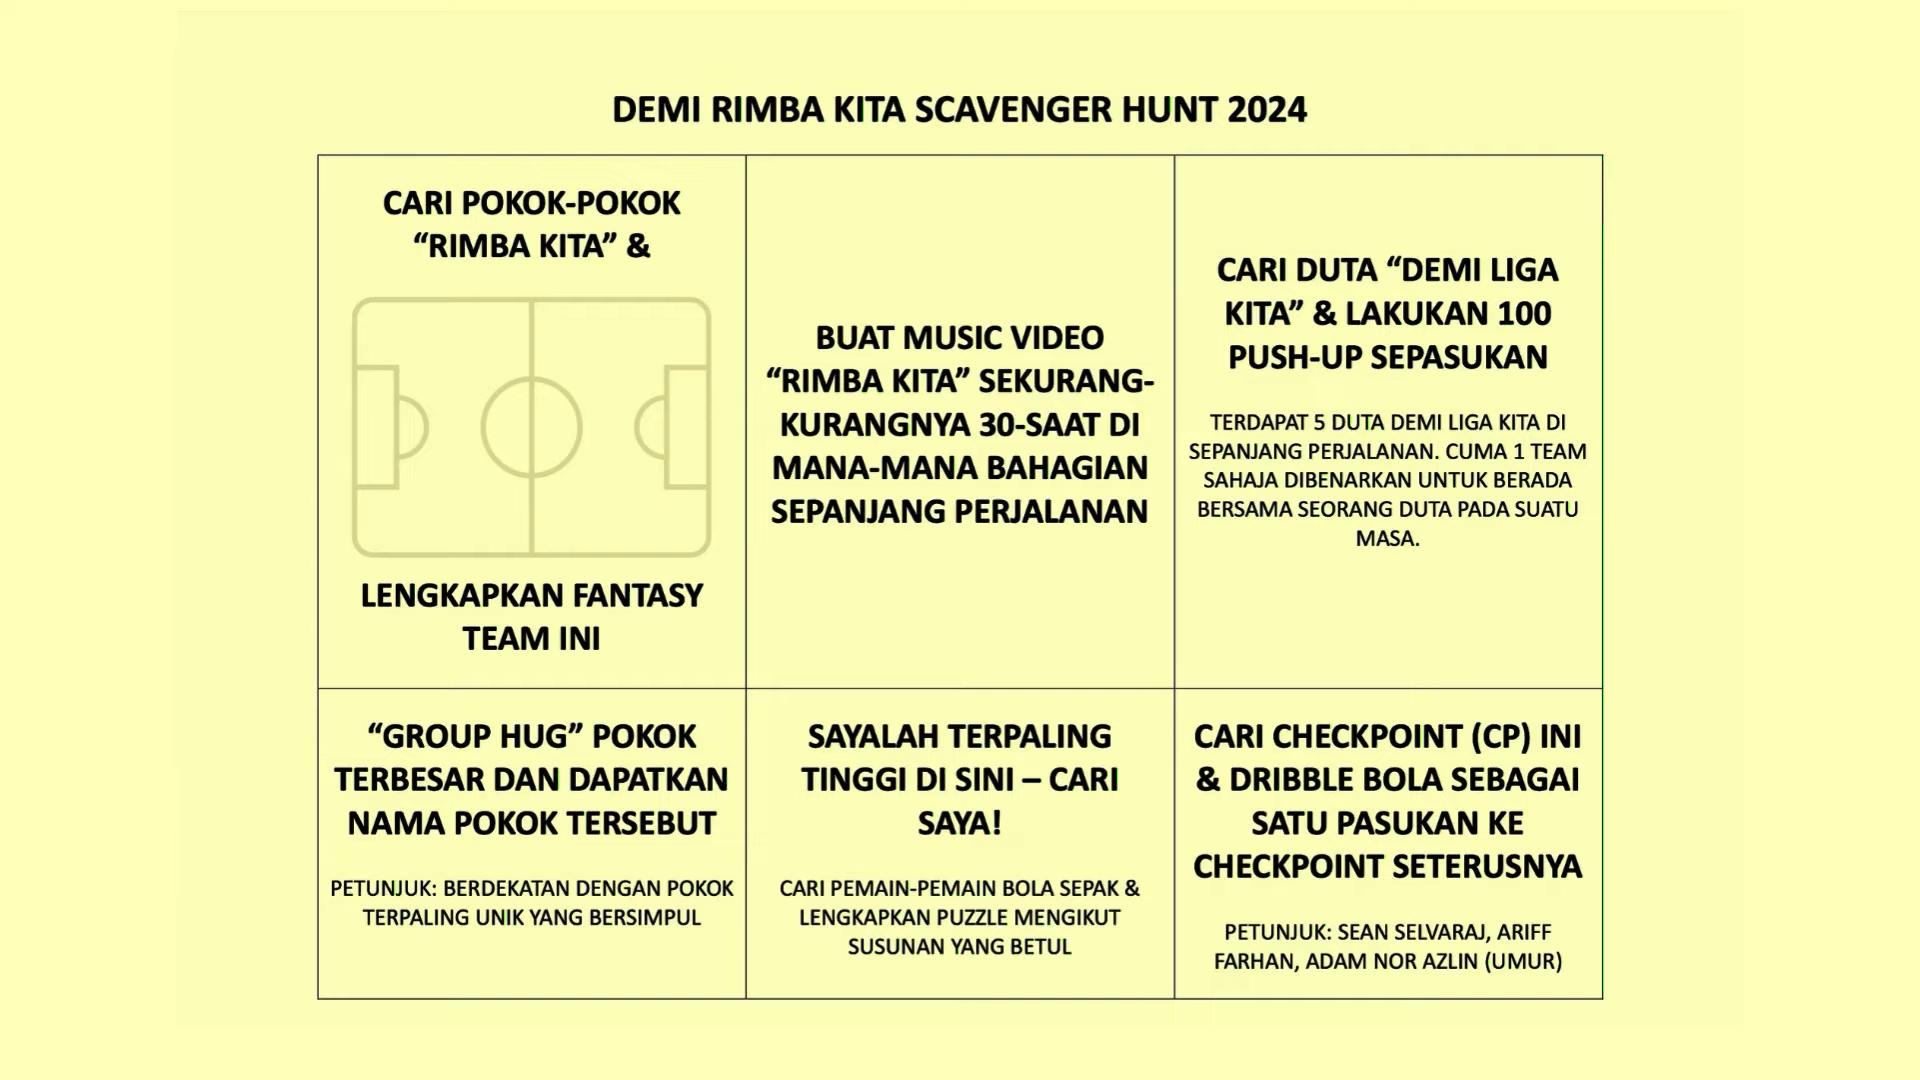 DEMI RIMBA KITA SCAVENGER HUNT 2024
CARI POKOK-POKOK
“RIMBA KITA” &
LENGKAPKAN FANTASY
TEAM INI
BUAT MUSIC VIDEO
“RIMBA KITA” SEKURANG-
KURANGNYA 30-SAAT DI
MANA-MANA BAHAGIAN
SEPANJANG PERJALANAN
CARI DUTA “DEMI LIGA
KITA” & LAKUKAN 100
PUSH-UP SEPASUKAN
TERDAPAT 5 DUTA DEMI LIGA KITA DI
SEPANJANG PERJALANAN. CUMA 1 TEAM
SAHAJA DIBENARKAN UNTUK BERADA
BERSAMA SEORANG DUTA PADA SUATU
MASA.
“GROUP HUG” POKOK
TERBESAR DAN DAPATKAN
NAMA POKOK TERSEBUT
PETUNJUK: BERDEKATAN DENGAN POKOK
TERPALING UNIK YANG BERSIMPUL
SAYALAH TERPALING
TINGGI DI SINI – CARI
SAYA!
CARI PEMAIN-PEMAIN BOLA SEPAK &
LENGKAPKAN PUZZLE MENGIKUT
SUSUNAN YANG BETUL
CARI CHECKPOINT (CP) INI
& DRIBBLE BOLA SEBAGAI
SATU PASUKAN KE
CHECKPOINT SETERUSNYA
PETUNJUK: SEAN SELVARAJ, ARIFF
FARHAN, ADAM NOR AZLIN (UMUR)